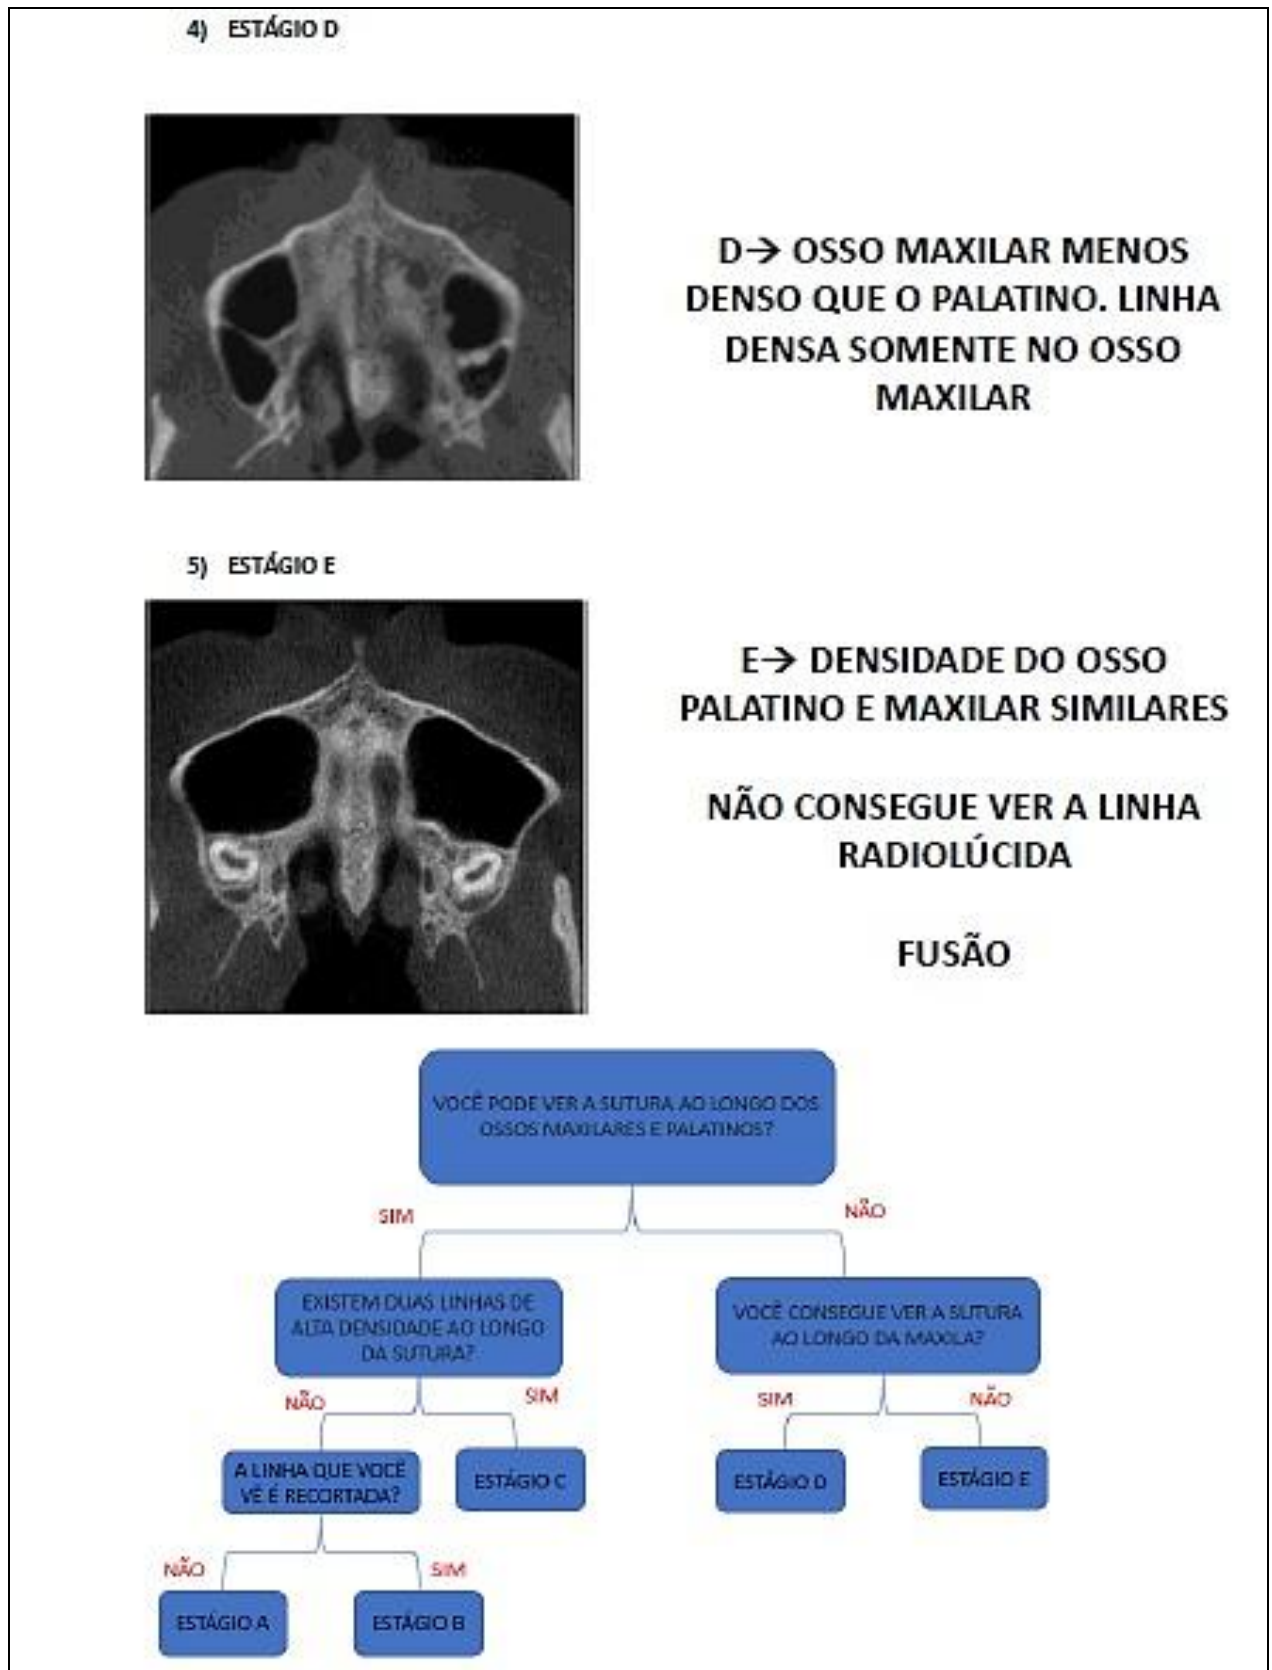 4) ESTÁGIO D
D→ OSSO MAXILAR MENOS
DENSO QUE O PALATINO. LINHA
DENSA SOMENTE NO OSSO
MAXILAR
5) ESTÁGIO E
E→ DENSIDADE DO OSSO
PALATINO E MAXILAR SIMILARES
NÃO CONSEGUE VER A LINHA
RADIOLÚCIDA
FUSÃO
VOCÊ PODE VER A SUTURA AO LONGO DOS
OSSOS MAXILARES E PALATINOS?
SIM
NÃO
EXISTEM DUAS LINHAS DE
ALTA DENSIDADE AO LONGO
DA SUTURA?
VOCÊ CONSEGUE VER A SUTURA
AO LONGO DA MAXILA?
NÃO
SIM
SIM
NÃO
A LINHA QUE VOCÊ
VÊ É RECORTADA?
ESTÁGIO C
ESTÁGIO D
ESTÁGIO E
NÃO
SIM
ESTÁGIO A
ESTÁGIO B